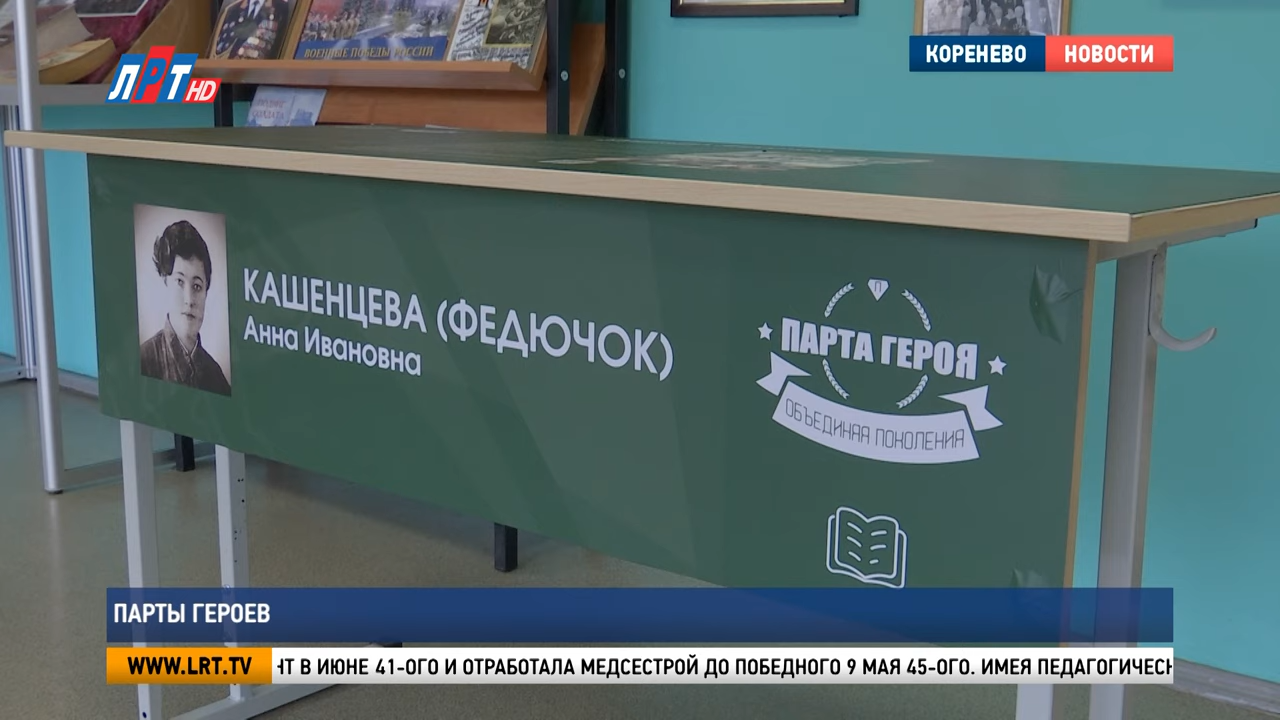 ВОЕННЫЕ ПОБЕДЫ РОССИИ
ЛРТ HD
КОРЕНЕВО НОВОСТИ
КАШЕНЦЕВА (ФЕДЮЧОК)
Анна Ивановна
ПАРТА ГЕРОЯ
ОБЪЕДИНАЯ ПОКОЛЕНИЯ
ПАРТЫ ГЕРОЕВ
WWW.LRT.TV НТ В ИЮНЕ 41-ОГО И ОТРАБОТАЛА МЕДСЕСТРОЙ ДО ПОБЕДНОГО 9 МАЯ 45-ОГО. ИМЕЯ ПЕДАГОГИЧЕСК